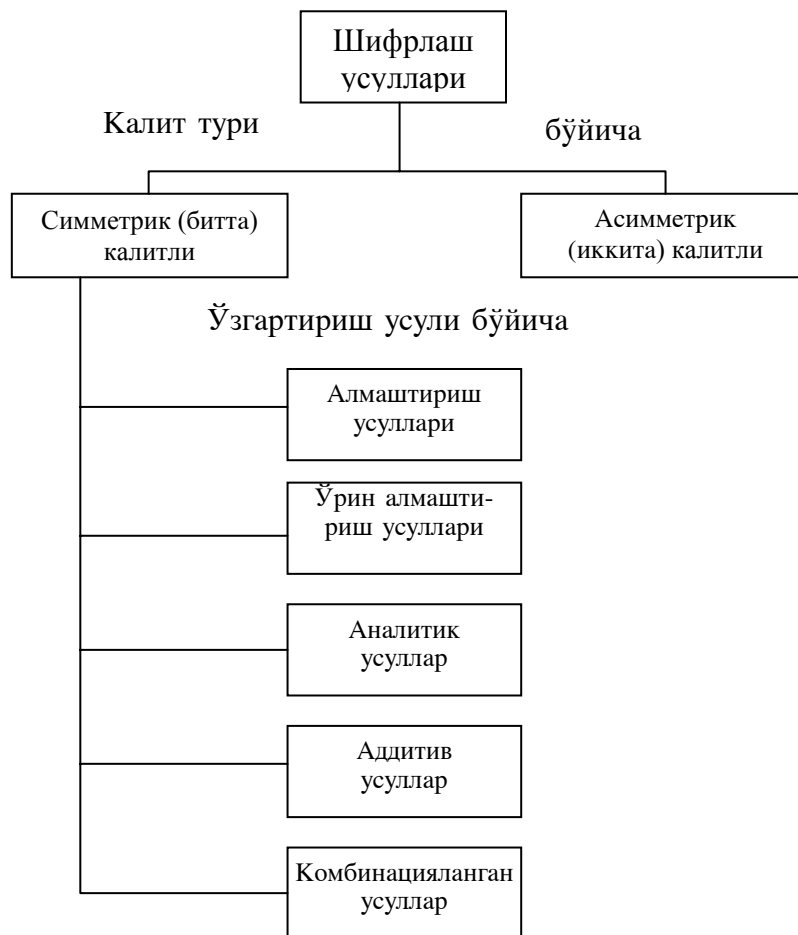 Шифрлаш
усуллари
Калит тури бўйича
Симметрик (битта)
калитли
Асимметрик
(иккита) калитли
Ўзгартириш усули бўйича
Алмаштириш
усуллари
Ўрин алмашти-
риш усуллари
Аналитик
усуллар
Аддитив
усуллар
Комбинацияланган
усуллар